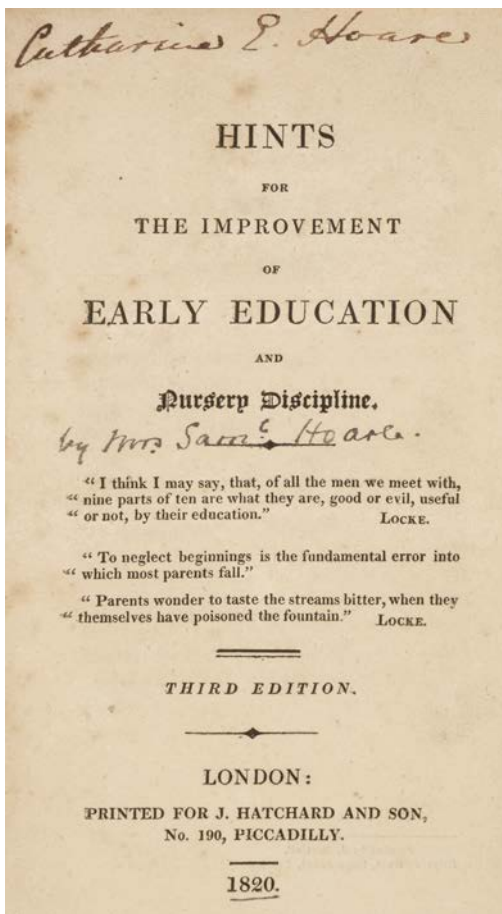 Catharine E. Hoare
HINTS
FOR
THE IMPROVEMENT
OF
EARLY EDUCATION
AND
Nursery Discipline.
by Mrs Saml. Hoare.
“ I think I may say, that, of all the men we meet with,
“ nine parts of ten are what they are, good or evil, useful
“ or not, by their education.” LOCKE.
“ To neglect beginnings is the fundamental error into
“ which most parents fall.”
“ Parents wonder to taste the streams bitter, when they
“ themselves have poisoned the fountain.” LOCKE.
THIRD EDITION.
LONDON:
PRINTED FOR J. HATCHARD AND SON,
No. 190, PICCADILLY.
1820.